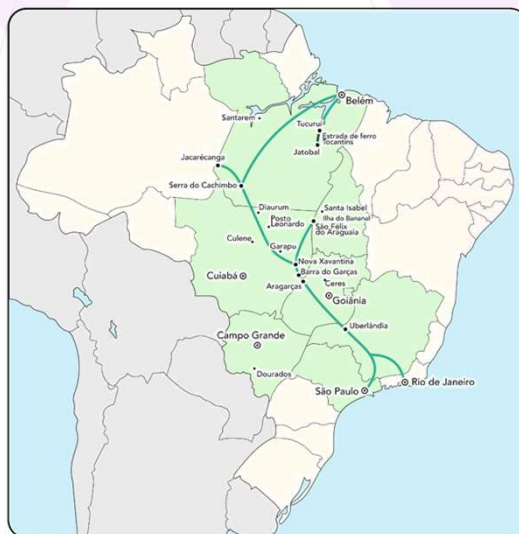 Belém
Santarem
Tucuruí
Estrada de ferro
Tocantins
Jatobal
Jacarécanga
Serra do Cachimbo
Diaurum
Santa Isabel
Posto
Leonardo
Ilha do Bananal
São Félix
do Araguaia
Culene
Garapu
Nova Xavantina
Cuiabá
Barra do Garças
Aragarças
Ceres
Goiânia
Uberlândia
Campo Grande
Dourados
São Paulo
Rio de Janeiro